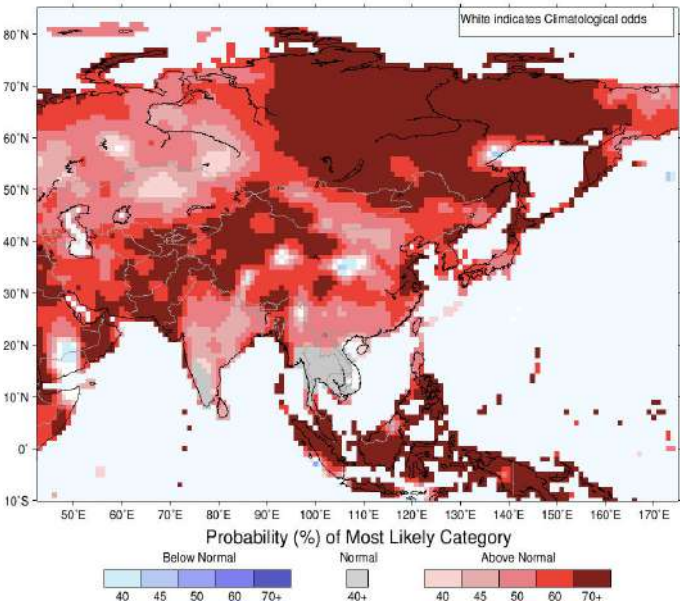 White indicates Climatological odds
80°N
70°N
60°N
50°N
40°N
30°N
20°N
10°N
0°
10°S
50°E 60°E 70°E 80°E 90°E 100°E 110°E 120°E 130°E 140°E 150°E 160°E 170°E
Probability (%) of Most Likely Category
Below Normal Normal Above Normal
40 45 50 60 70+ 40+ 40 45 50 60 70+